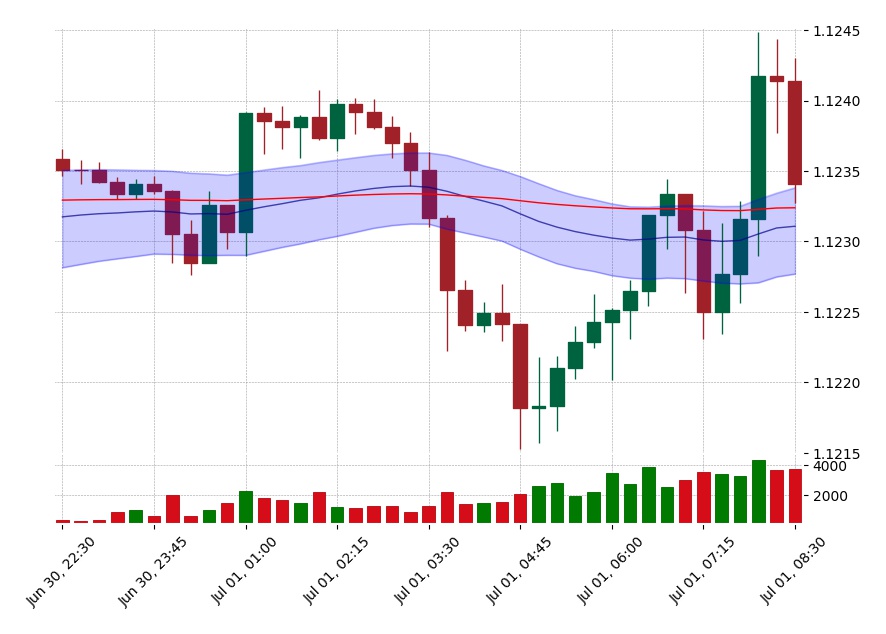 1.1245
1.1240
1.1235
1.1230
1.1225
1.1220
1.1215
4000
2000
Jun 30, 22:30
Jun 30, 23:45
Jul 01, 01:00
Jul 01, 02:15
Jul 01, 03:30
Jul 01, 04:45
Jul 01, 06:00
Jul 01, 07:15
Jul 01, 08:30